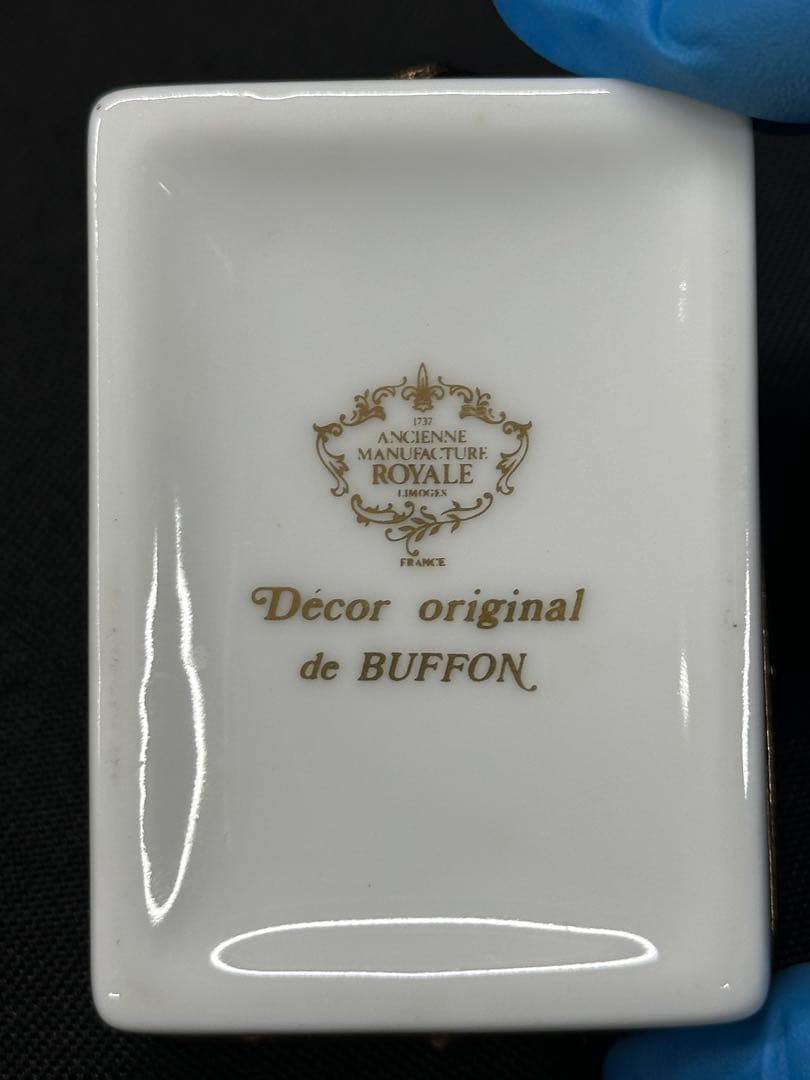 1737
ANCIENNE
MANUFACTURE
ROYALE
LIMOGES
FRANCE
Décor original
de BUFFON